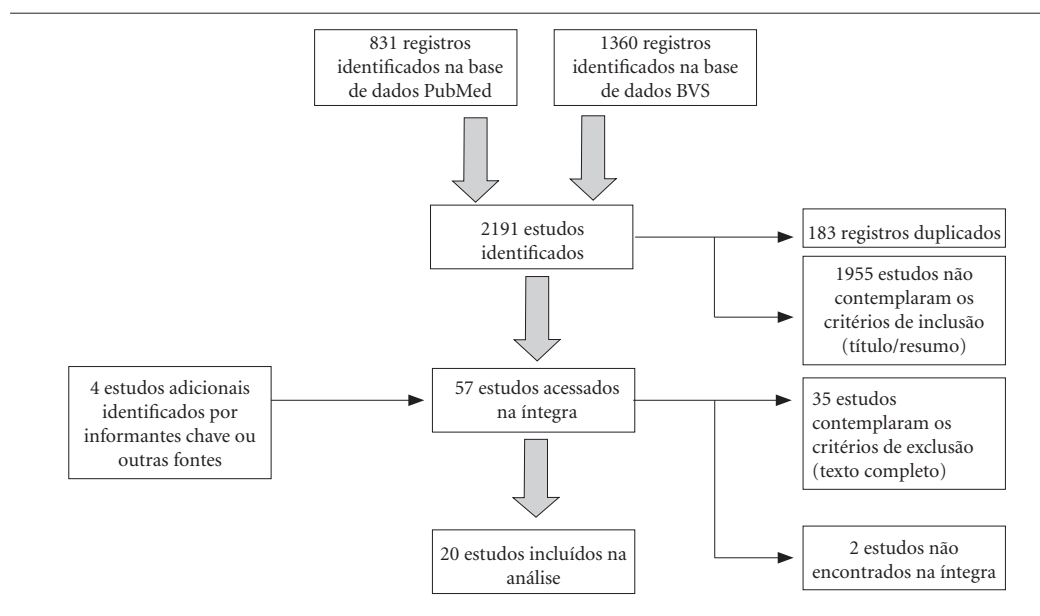 831 registros
identificados na base
de dados PubMed
1360 registros
identificados na base
de dados BVS
2191 estudos
identificados
183 registros duplicados
1955 estudos não
contemplaram os
critérios de inclusão
(título/resumo)
4 estudos adicionais
identificados por
informantes chave ou
outras fontes
57 estudos acessados
na íntegra
35 estudos
contemplaram os
critérios de exclusão
(texto completo)
20 estudos incluídos na
análise
2 estudos não
encontrados na íntegra